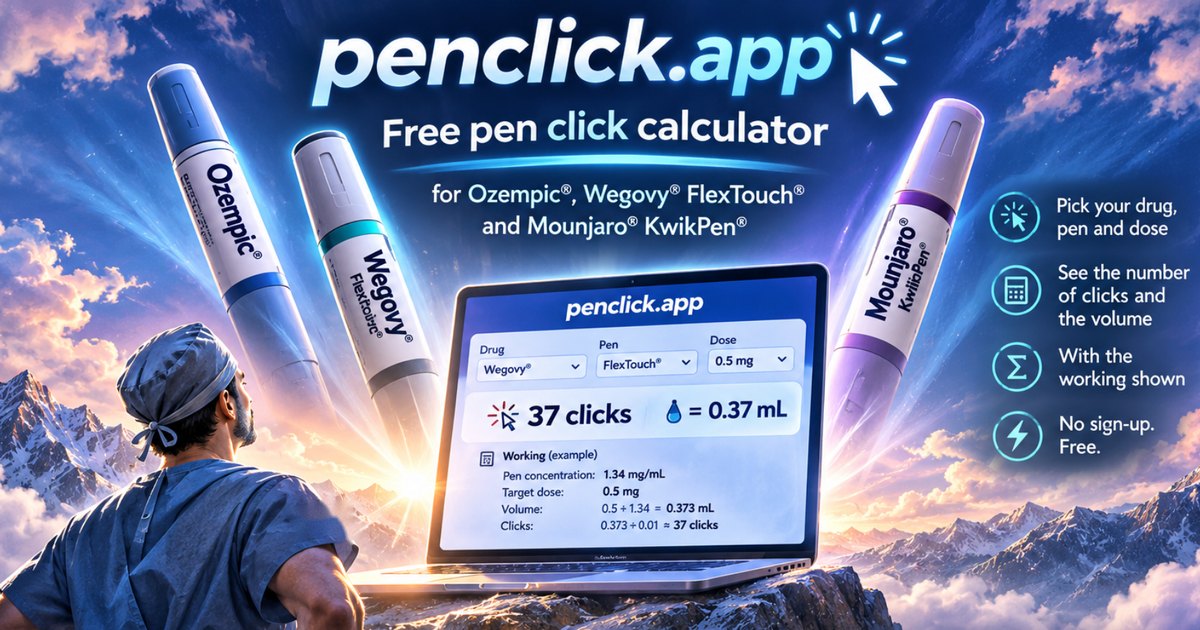 penclick.app
Free pen click calculator
for Ozempic®, Wegovy® FlexTouch®
and Mounjaro® KwikPen®
Ozempic®
Wegovy®
Mounjaro®
KwikPen®
Pick your drug,
pen and dose
See the number
of clicks and
the volume
With the
working shown
No sign-up.
Free.
penclick.app
Drug
Pen
Dose
Wegovy®
FlexTouch®
0.5 mg
37 clicks
= 0.37 mL
Working (example)
Pen concentration: 1.34 mg/mL
Target dose: 0.5 mg
Volume: 0.5 ÷ 1.34 = 0.373 mL
Clicks: 0.373 ÷ 0.01 ≈ 37 clicks